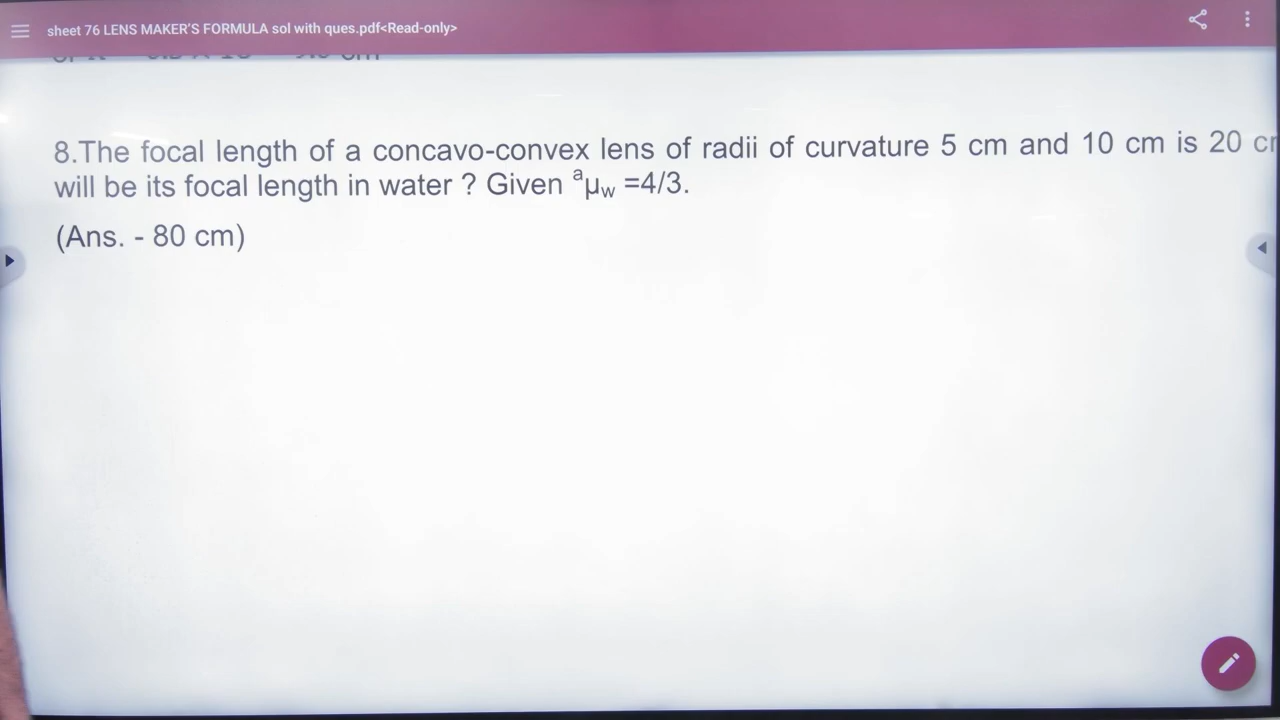 sheet 76 LENS MAKER'S FORMULA sol with ques.pdf<Read-only>
8.The focal length of a concavo-convex lens of radii of curvature 5 cm and 10 cm is 20
will be its focal length in water ? Given ᵃμw =4/3.
(Ans. - 80 cm)